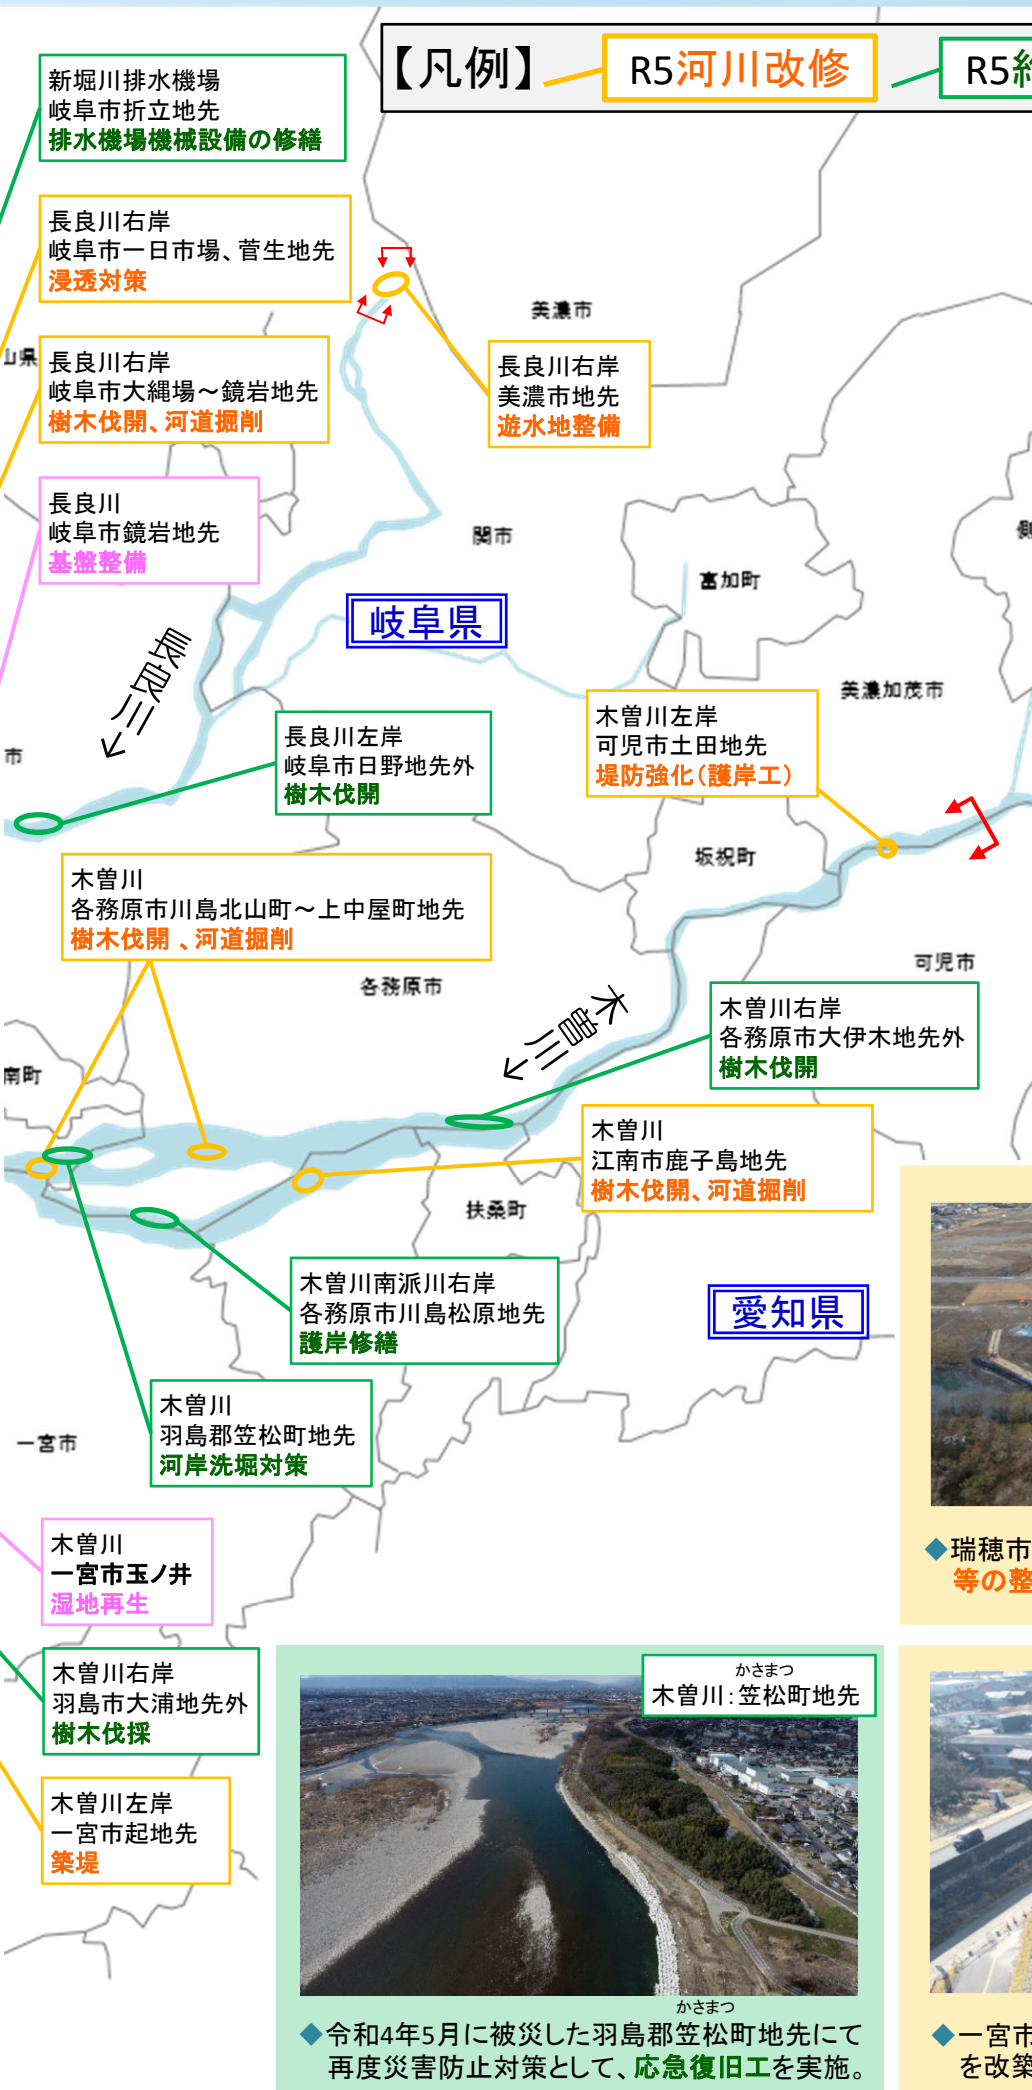 【凡例】 R5河川改修 R5
新堀川排水機場
岐阜市折立地先
排水機場機械設備の修繕
長良川右岸
岐阜市一日市場、菅生地先
浸透対策
美濃市
山県
長良川右岸
岐阜市大縄場～鏡岩地先
樹木伐開、河道掘削
長良川右岸
美濃市地先
遊水地整備
長良川
岐阜市鏡岩地先
基盤整備
関市
富加町
岐阜県
長良川
美濃加茂市
木曽川左岸
可児市土田地先
堤防強化（護岸工）
市
長良川左岸
岐阜市日野地先外
樹木伐開
坂祝町
木曽川
各務原市川島北山町～上中屋町地先
樹木伐開 、河道掘削
可児市
各務原市
木曽川
木曽川右岸
各務原市大伊木地先外
樹木伐開
南町
木曽川
江南市鹿子島地先
樹木伐開、河道掘削
扶桑町
木曽川南派川右岸
各務原市川島松原地先
護岸修繕
愛知県
木曽川
羽島郡笠松町地先
河岸洗堀対策
一宮市
木曽川
一宮市玉ノ井
湿地再生
◆瑞穂市
等の整
木曽川右岸
羽島市大浦地先外
樹木伐採
木曽川左岸
一宮市起地先
築堤
かさまつ
木曽川：笠松町地先
かさまつ
◆令和4年5月に被災した羽島郡笠松町地先にて
再度災害防止対策として、応急復旧工を実施。
◆一宮市
を改築